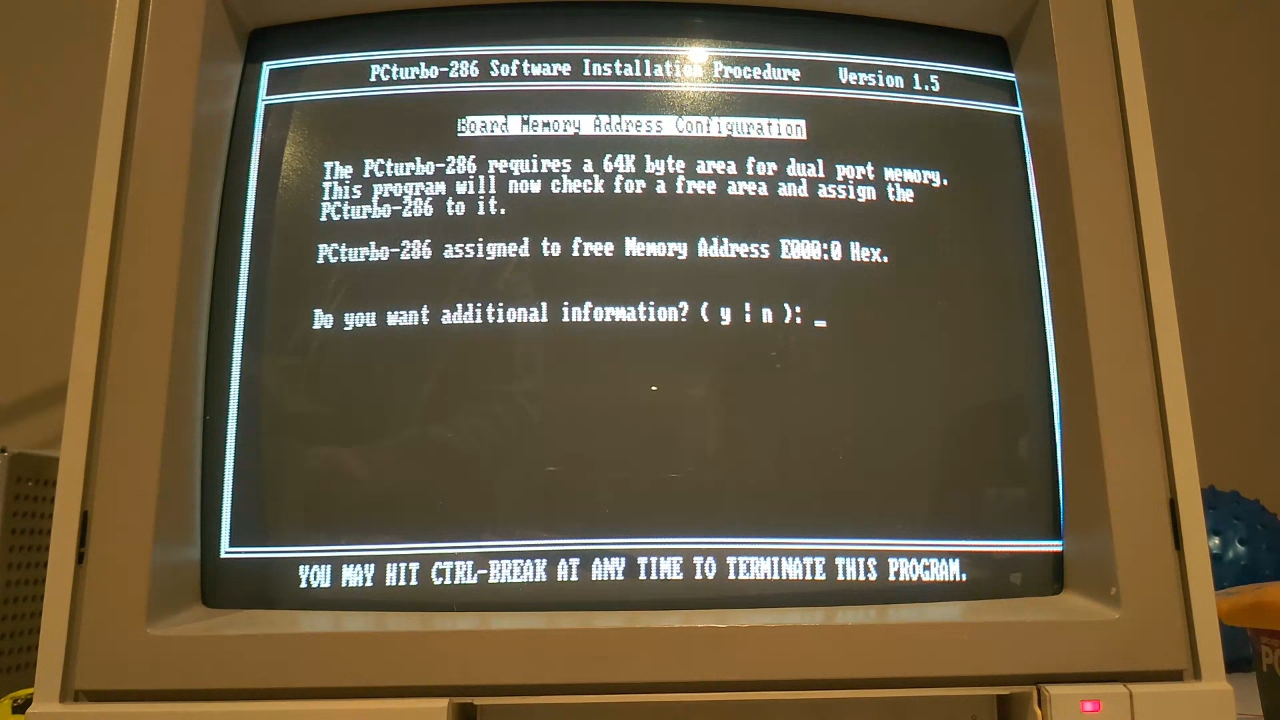 PCturbo-286 Software Installation Procedure Version 1.5
Board Memory Address Configuration
The PCturbo-286 requires a 64K byte area for dual port memory.
This program will now check for a free area and assign the
PCturbo-286 to it.
PCturbo-286 assigned to free Memory Address E000:0 Hex.
Do you want additional information? ( y ¦ n ): _
YOU MAY HIT CTRL-BREAK AT ANY TIME TO TERMINATE THIS PROGRAM.